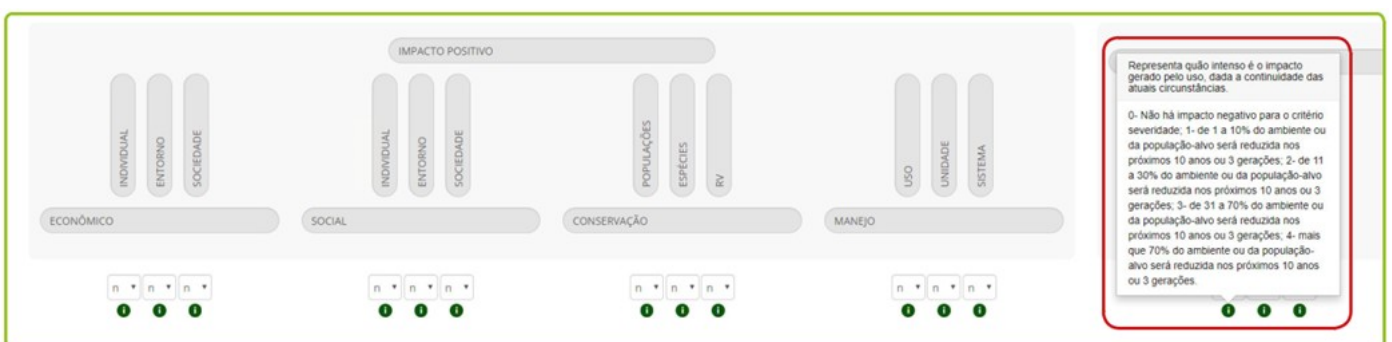 IMPACTO POSITIVO
INDIVIDUAL
ENTORNO
SOCIEDADE
INDIVIDUAL
ENTORNO
SOCIEDADE
POPULAÇÕES
ESPÉCIES
RV
USO
UNIDADE
SISTEMA
ECONÔMICO
SOCIAL
CONSERVAÇÃO
MANEJO
n n n
n n n
n n n
n n n
Representa quão intenso é o impacto
gerado pelo uso, dada a continuidade das
atuais circunstâncias.
0- Não há impacto negativo para o critério
severidade; 1- de 1 a 10% do ambiente ou
da população-alvo será reduzida nos
próximos 10 anos ou 3 gerações; 2- de 11
a 30% do ambiente ou da população-alvo
será reduzida nos próximos 10 anos ou 3
gerações; 3- de 31 a 70% do ambiente ou
da população-alvo será reduzida nos
próximos 10 anos ou 3 gerações; 4- mais
que 70% do ambiente ou da população-
alvo será reduzida nos próximos 10 anos
ou 3 gerações.